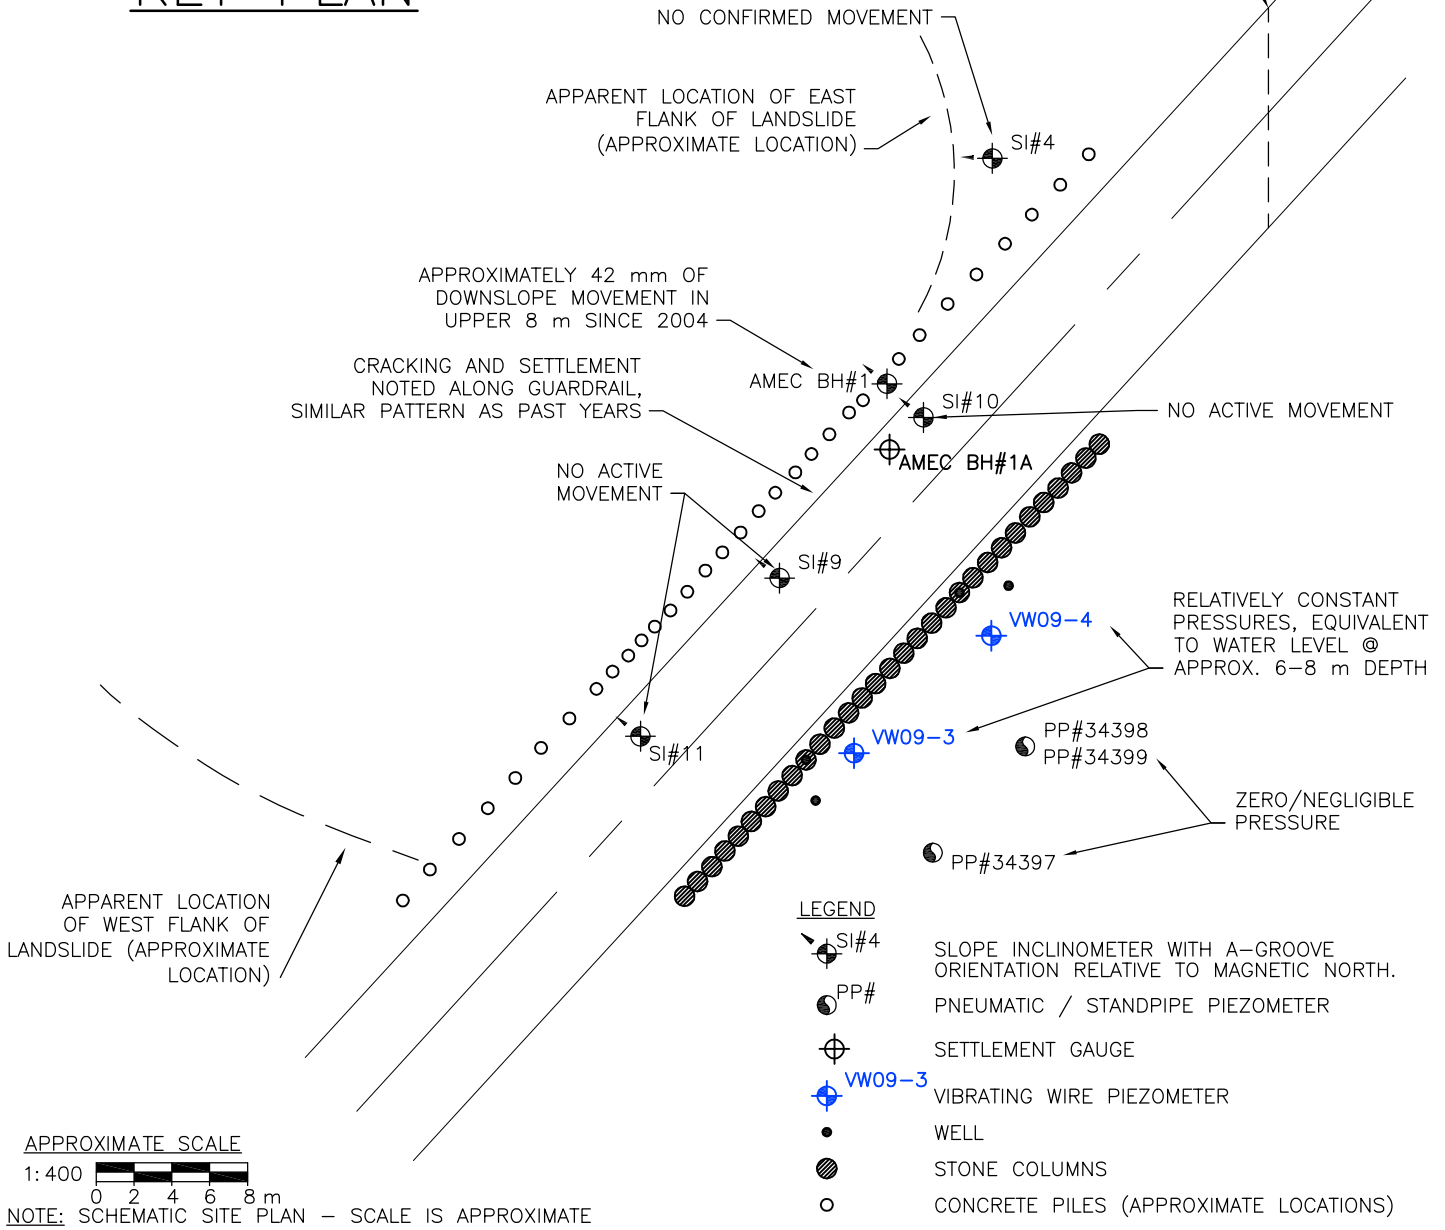 KEY PLAN
NO CONFIRMED MOVEMENT
APPARENT LOCATION OF EAST
FLANK OF LANDSLIDE
(APPROXIMATE LOCATION)
SI#4
APPROXIMATELY 42 mm OF
DOWNSLOPE MOVEMENT IN
UPPER 8 m SINCE 2004
CRACKING AND SETTLEMENT
NOTED ALONG GUARDRAIL,
SIMILAR PATTERN AS PAST YEARS
AMEC BH#1
SI#10
NO ACTIVE MOVEMENT
AMEC BH#1A
NO ACTIVE
MOVEMENT
SI#9
VW09-4
RELATIVELY CONSTANT
PRESSURES, EQUIVALENT
TO WATER LEVEL @
APPROX. 6-8 m DEPTH
SI#11
VW09-3
PP#34398
PP#34399
ZERO/NEGLIGIBLE
PRESSURE
PP#34397
APPARENT LOCATION
OF WEST FLANK OF
LANDSLIDE (APPROXIMATE
LOCATION)
LEGEND
SI#4
SLOPE INCLINOMETER WITH A-GROOVE
ORIENTATION RELATIVE TO MAGNETIC NORTH.
PP#
PNEUMATIC / STANDPIPE PIEZOMETER
SETTLEMENT GAUGE
VW09-3
VIBRATING WIRE PIEZOMETER
WELL
STONE COLUMNS
CONCRETE PILES (APPROXIMATE LOCATIONS)
APPROXIMATE SCALE
1:400
0 2 4 6 8 m
NOTE: SCHEMATIC SITE PLAN - SCALE IS APPROXIMATE